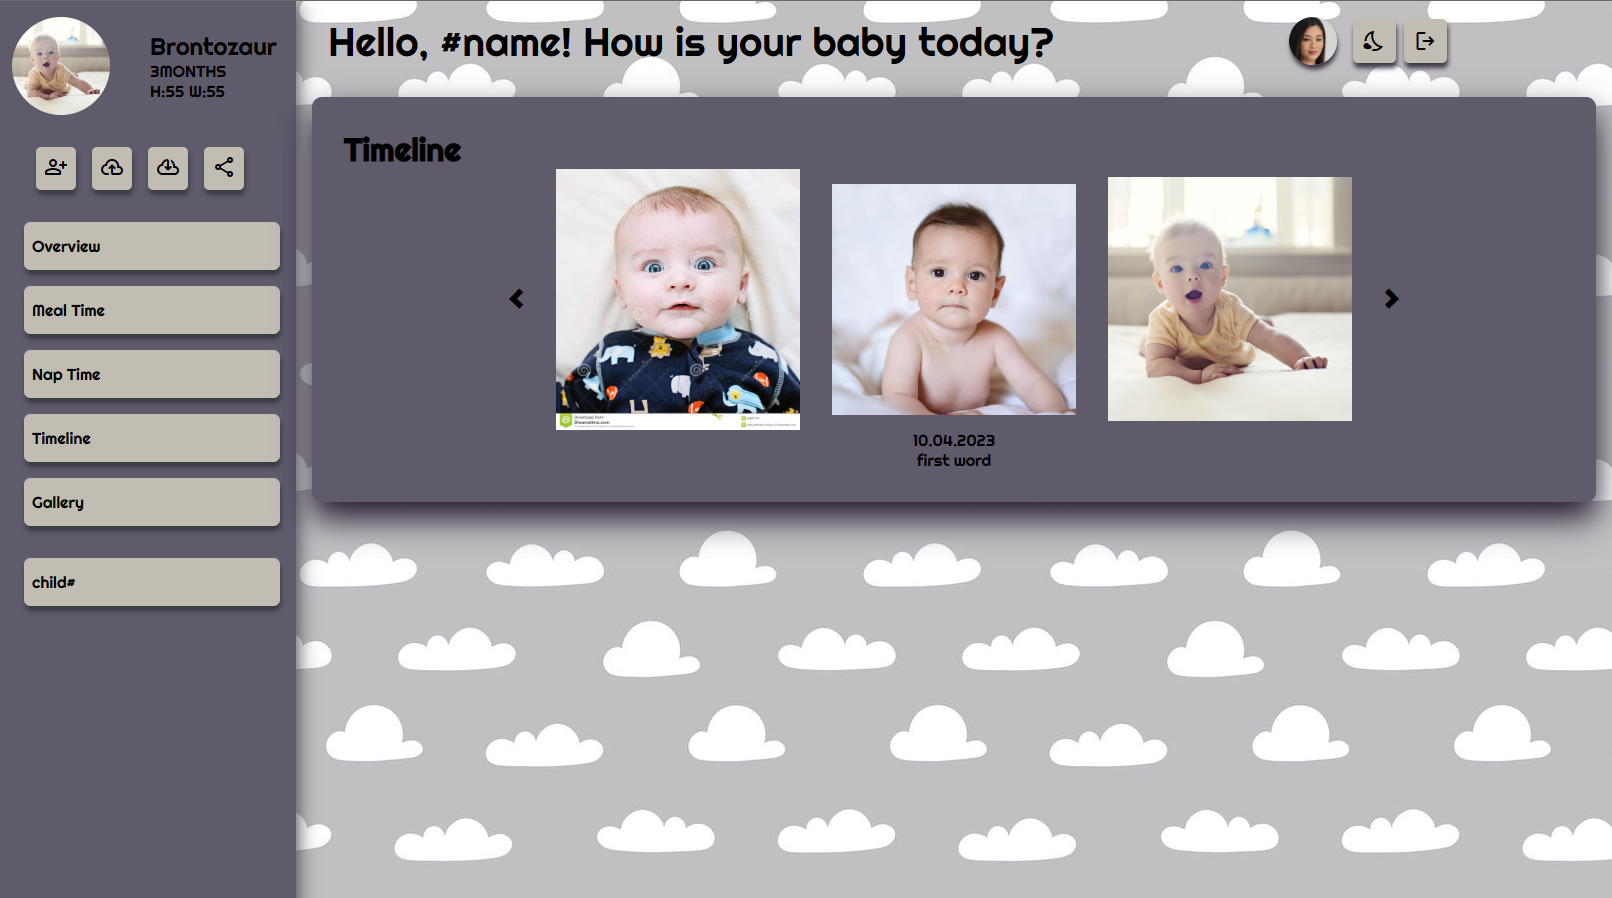 Brontozaur
3MONTHS
H:55 W:55
Overview
Meal Time
Nap Time
Timeline
Gallery
child#
Hello, #name! How is your baby today?
Timeline
10.04.2023
first word